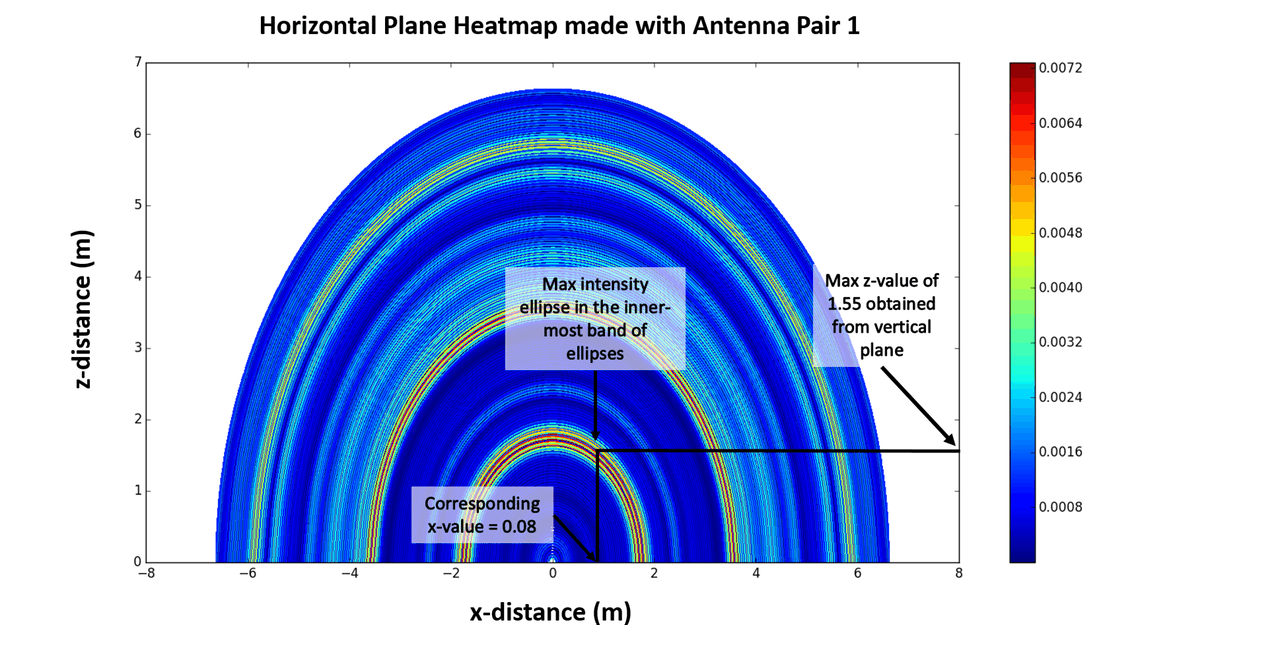 Horizontal Plane Heatmap made with Antenna Pair 1
7
6
5
4
3
2
1
0
z-distance (m)
−8
−6
−4
−2
0
2
4
6
8
x-distance (m)
Max intensity
ellipse in the inner-
most band of
ellipses
Max z-value of
1.55 obtained
from vertical
plane
Corresponding
x-value = 0.08
0.0072
0.0064
0.0056
0.0048
0.0040
0.0032
0.0024
0.0016
0.0008